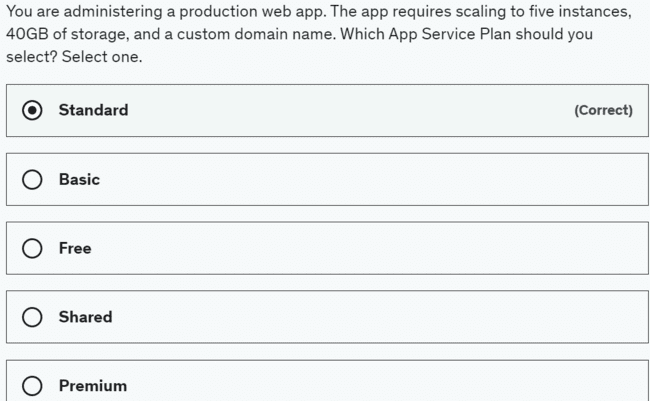 You are administering a production web app. The app requires scaling to five instances,
40GB of storage, and a custom domain name. Which App Service Plan should you
select? Select one.
Standard (Correct)
Basic
Free
Shared
Premium